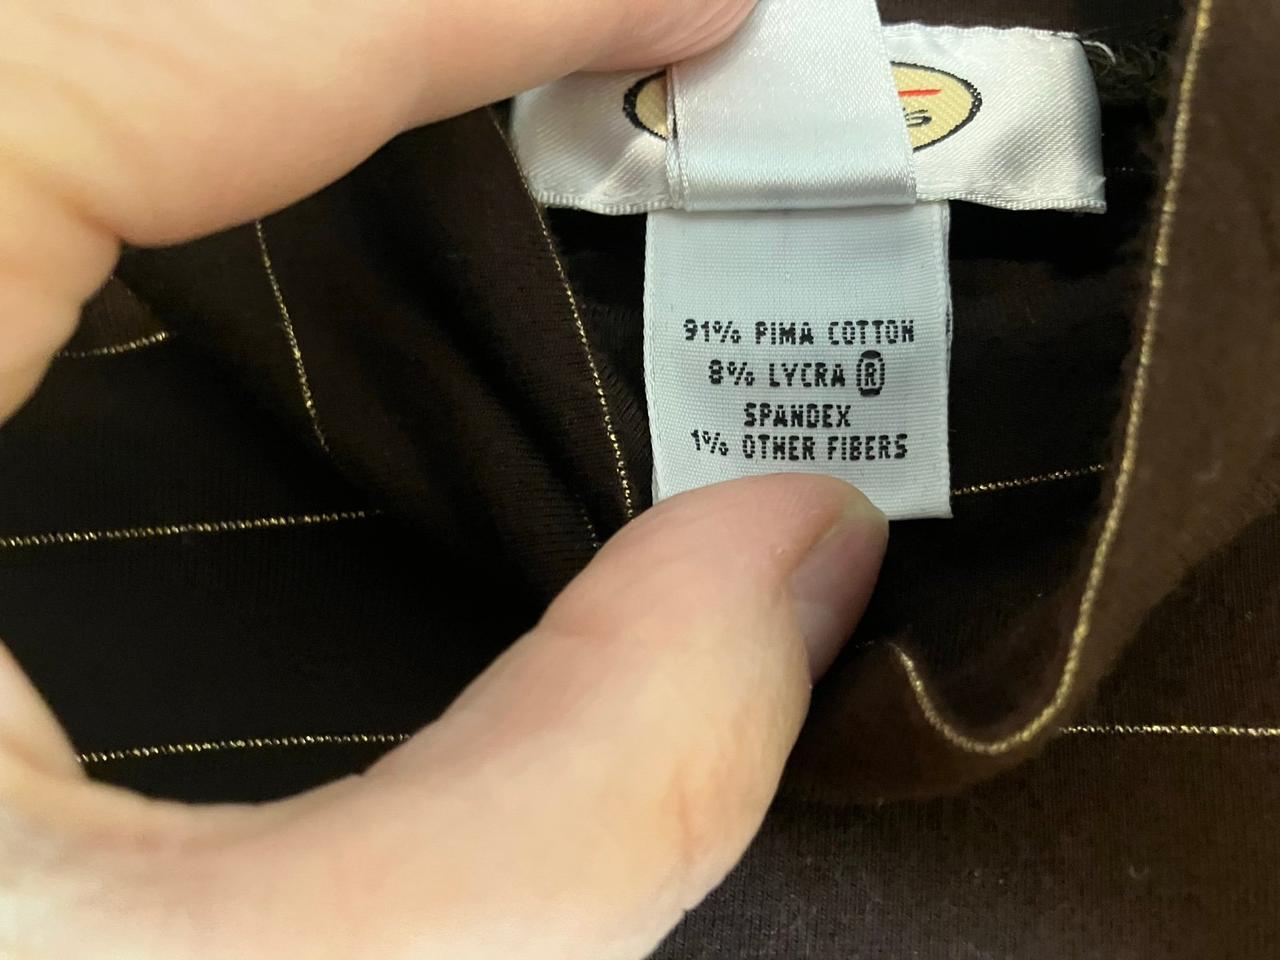 91% PIMA COTTON
8% LYCRA ®
SPANDEX
1% OTHER FIBERS